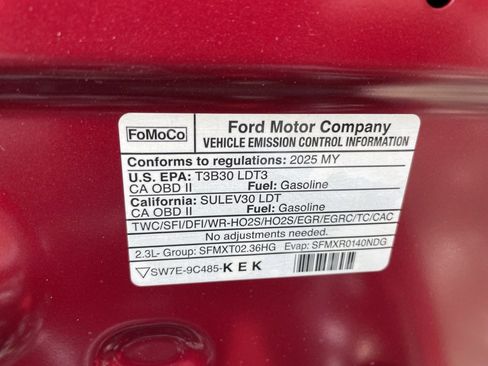 FoMoCo
Ford Motor Company
VEHICLE EMISSION CONTROL INFORMATION
Conforms to regulations: 2025 MY
U.S. EPA: T3B30 LDT3
CA OBD II Fuel: Gasoline
California: SULEV30 LDT
CA OBD II Fuel: Gasoline
TWC/SFI/DFI/WR-HO2S/HO2S/EGR/EGRC/TC/CAC
No adjustments needed.
2.3L- Group: SFMXT02.36HG Evap: SFMXR0140NDG
SW7E-9C485-KEK